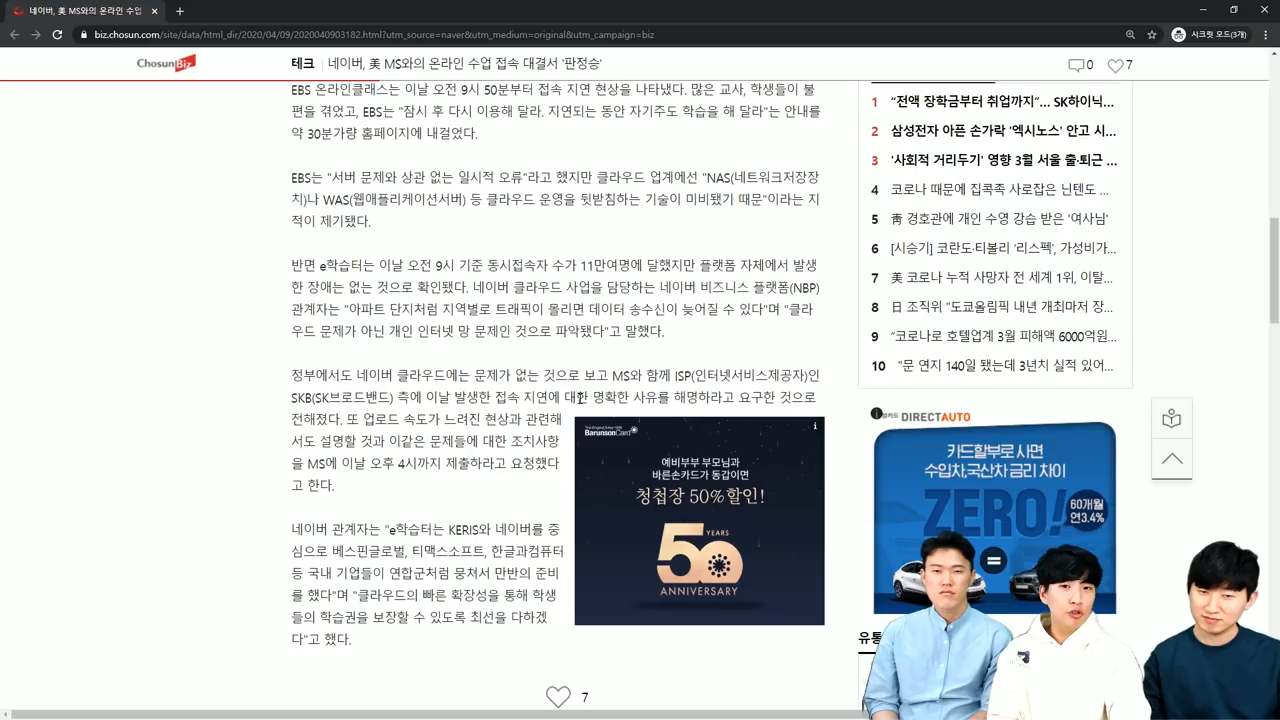 네이버, 美 MS와의 온라인 수업
biz.chosun.com/site/data/html_dir/2020/04/09/2020040903182.html?utm_source=naver&utm_medium=original&utm_campaign=biz
시크릿 모드(3개)
ChosunBiz
테크 | 네이버, 美 MS와의 온라인 수업 접속 대결서 '판정승'
0
7
EBS 온라인클래스는 이날 오전 9시 50분부터 접속 지연 현상을 나타냈다. 많은 교사, 학생들이 불
편을 겪었고, EBS는 "잠시 후 다시 이용해 달라. 지연되는 동안 자기주도 학습을 해 달라"는 안내를
약 30분가량 홈페이지에 내걸었다.
EBS는 "서버 문제와 상관 없는 일시적 오류"라고 했지만 클라우드 업계에선 "NAS(네트워크저장장
치)나 WAS(웹애플리케이션서버) 등 클라우드 운영을 뒷받침하는 기술이 미비됐기 때문"이라는 지
적이 제기됐다.
반면 e학습터는 이날 오전 9시 기준 동시접속자 수가 11만여명에 달했지만 플랫폼 자체에서 발생
한 장애는 없는 것으로 확인됐다. 네이버 클라우드 사업을 담당하는 네이버 비즈니스 플랫폼(NBP)
관계자는 "아파트 단지처럼 지역별로 트래픽이 몰리면 데이터 송수신이 늦어질 수 있다"며 "클라
우드 문제가 아닌 개인 인터넷 망 문제인 것으로 파악됐다"고 말했다.
정부에서도 네이버 클라우드에는 문제가 없는 것으로 보고 MS와 함께 ISP(인터넷서비스제공자)인
SKB(SK브로드밴드) 측에 이날 발생한 접속 지연에 대한 명확한 사유를 해명하라고 요구한 것으로
전해졌다. 또 업로드 속도가 느려진 현상과 관련해
서도 설명할 것과 이같은 문제들에 대한 조치사항
을 MS에 이날 오후 4시까지 제출하라고 요청했다
고 한다.
네이버 관계자는 "e학습터는 KERIS와 네이버를 중
심으로 베스핀글로벌, 티맥스소프트, 한글과컴퓨터
등 국내 기업들이 연합군처럼 뭉쳐서 만반의 준비
를 했다"며 "클라우드의 빠른 확장성을 통해 학생
들의 학습권을 보장할 수 있도록 최선을 다하겠
다"고 했다.
7
BarunsonCard
예비부부 부모님과
바른손카드가 동갑이면
청첩장 50%할인!
50
YEARS
ANNIVERSARY
1 "전액 장학금부터 취업까지"... SK하이닉...
2 삼성전자 아픈 손가락 '엑시노스' 안고 시...
3 '사회적 거리두기' 영향 3월 서울 출·퇴근 ...
4 코로나 때문에 집콕족 사로잡은 닌텐도 ...
5 靑 경호관에 개인 수영 강습 받은 '여사님'
6 [시승기] 코란도·티볼리 '리스펙', 가성비가...
7 美 코로나 누적 사망자 전 세계 1위, 이탈...
8 日 조직위 "도쿄올림픽 내년 개최마저 장...
9 "코로나로 호텔업계 3월 피해액 6000억원...
10 "문 연지 140일 됐는데 3년치 실적 있어...
DIRECTAUTO
카드할부로 사면
수입차,국산차 금리 차이
ZERO!
60개월
연3.4%
유통